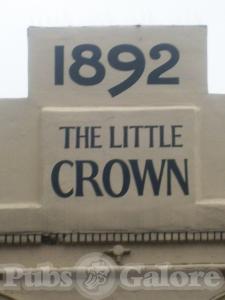 1892
THE LITTLE
CROWN
Pubs Galore